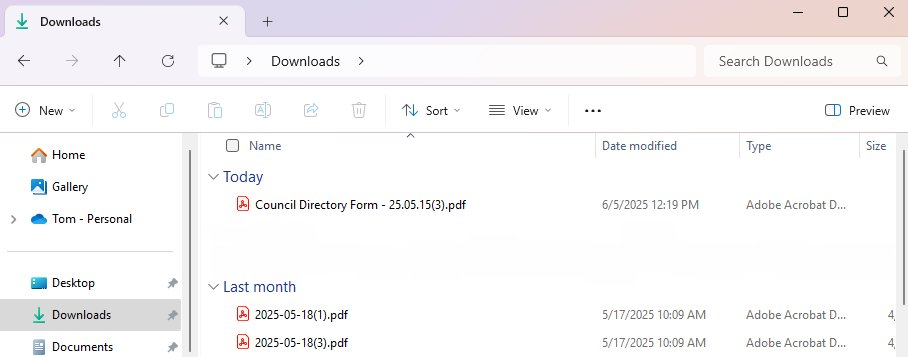 Downloads
Downloads
Search Downloads
New
Sort
View
Preview
Home
Gallery
Tom - Personal
Desktop
Downloads
Documents
Name Date modified Type Size
Today
Council Directory Form - 25.05.15(3).pdf 6/5/2025 12:19 PM Adobe Acrobat D...
Last month
2025-05-18(1).pdf 5/17/2025 10:09 AM Adobe Acrobat D... 4,
2025-05-18(3).pdf 5/17/2025 10:09 AM Adobe Acrobat D... 4,